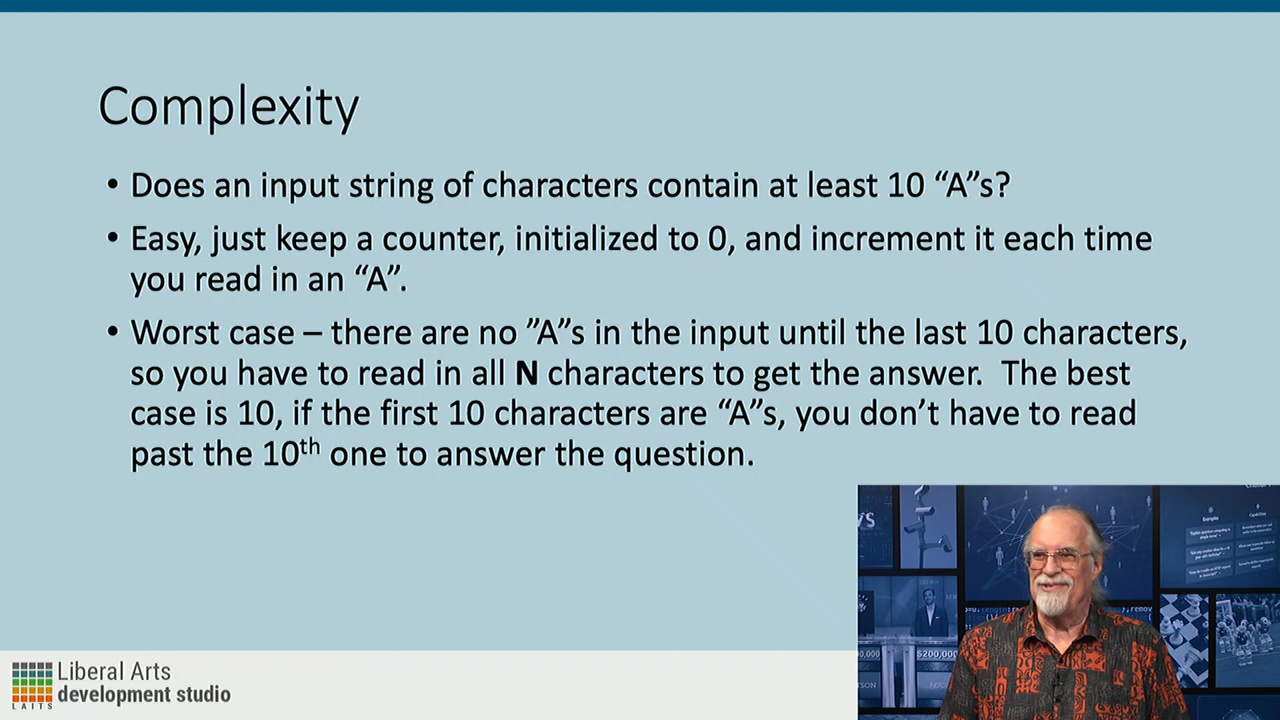 Complexity
• Does an input string of characters contain at least 10 “A”s?
• Easy, just keep a counter, initialized to 0, and increment it each time
you read in an “A”.
• Worst case – there are no ”A”s in the input until the last 10 characters,
so you have to read in all N characters to get the answer.  The best
case is 10, if the first 10 characters are “A”s, you don’t have to read
past the 10th one to answer the question.
Examples
Capabilities
$200,000
Liberal Arts
development studio
LAITS